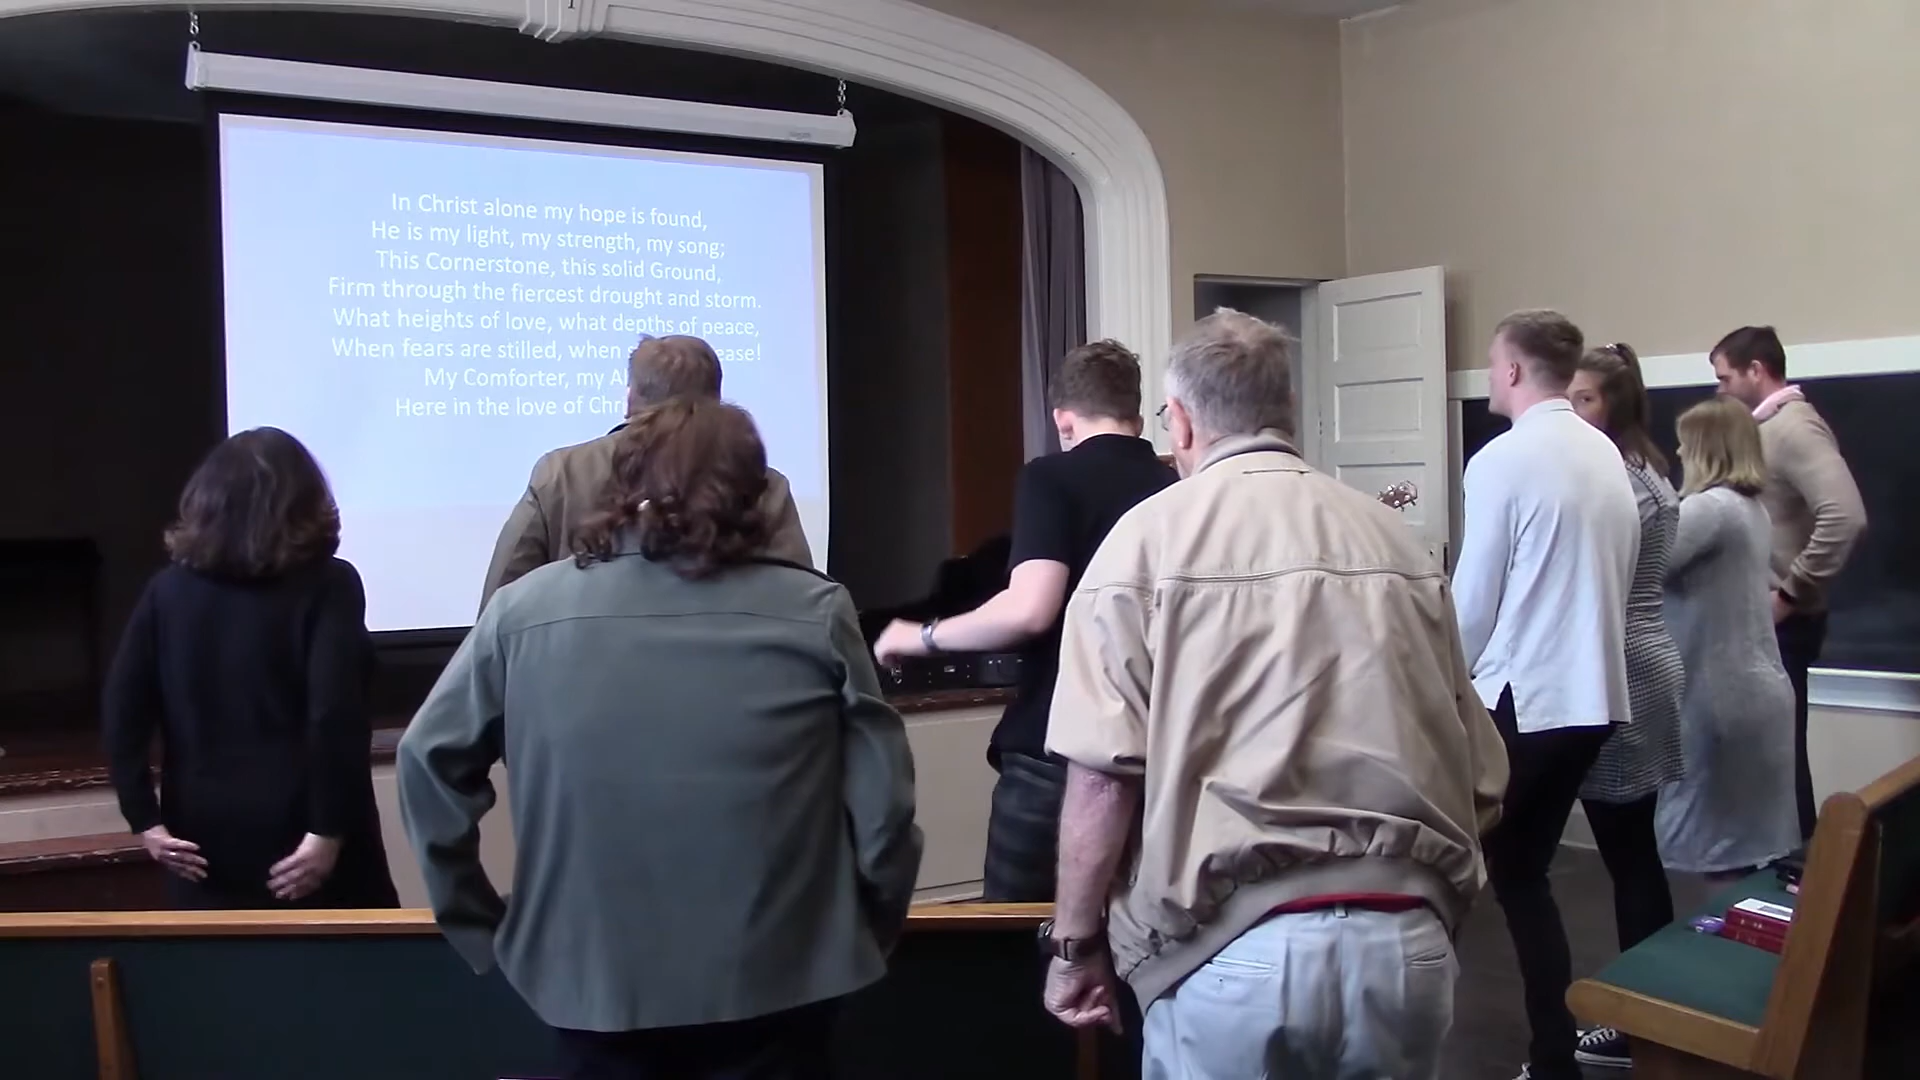 In Christ alone my hope is found,
He is my light, my strength, my song;
This Cornerstone, this solid Ground,
Firm through the fiercest drought and storm.
What heights of love, what depths of peace,
When fears are stilled, when
My Comforter, my
Here in the love of